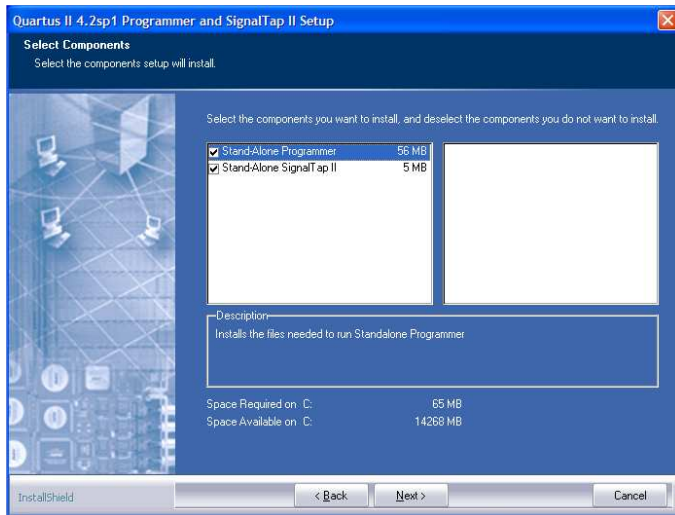 Quartus II 4.2sp1 Programmer and SignalTap II Setup
Select Components
Select the components setup will install.
Select the components you want to install, and deselect the components you do not want to install.
Stand-Alone Programmer 56 MB
Stand-Alone SignalTap II 5 MB
Description
Installs the files needed to run Standalone Programmer
Space Required on C: 65 MB
Space Available on C: 14268 MB
InstallShield
< Back
Next >
Cancel